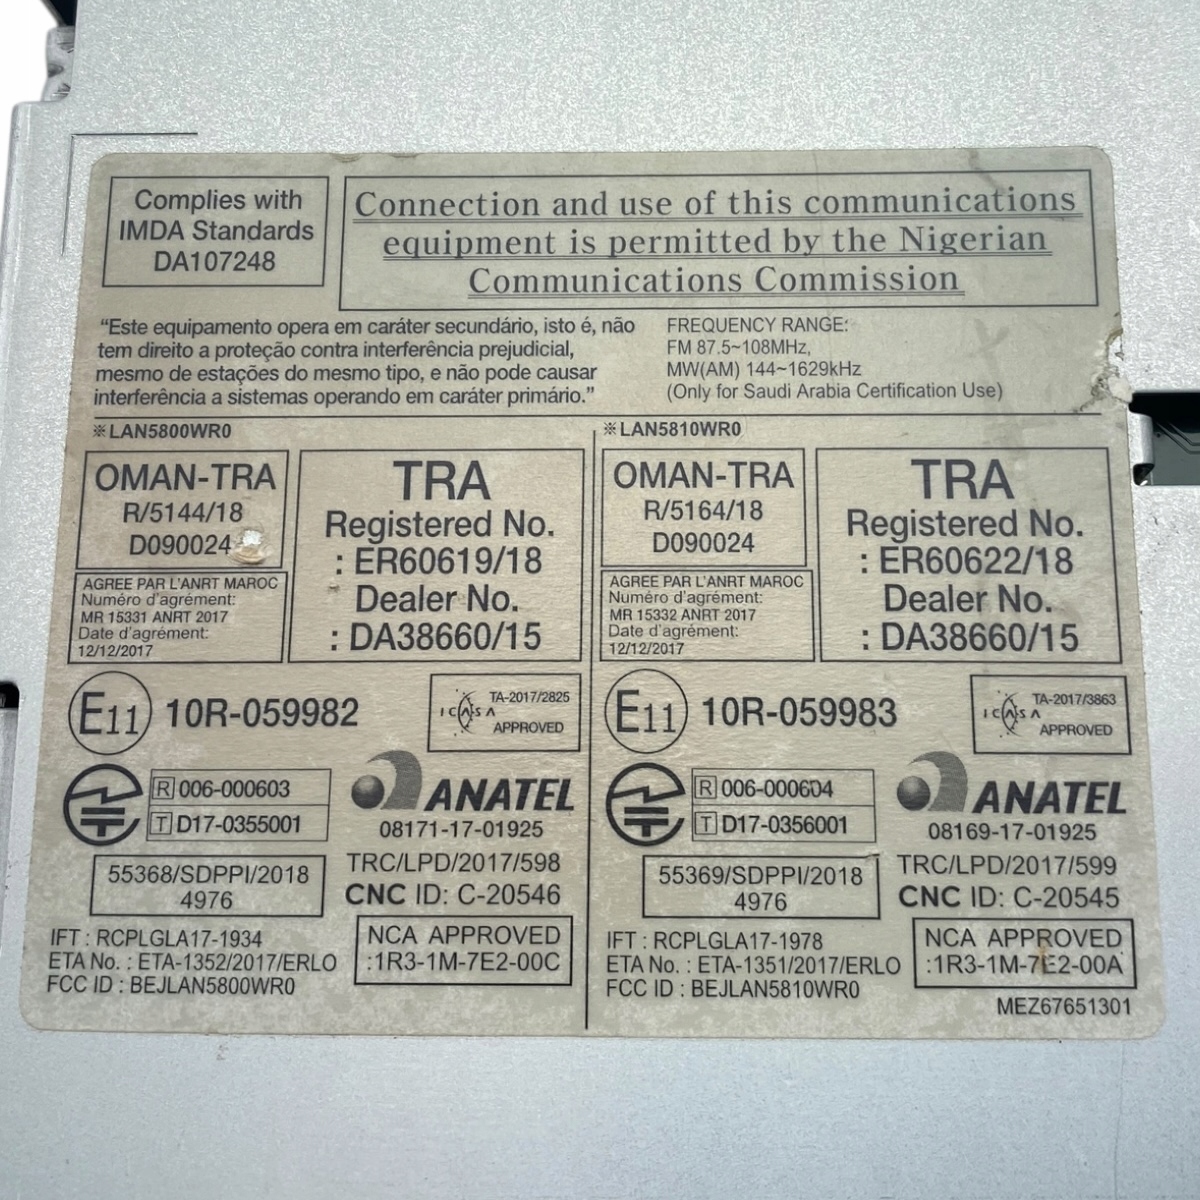 Complies with
IMDA Standards
DA107248
Connection and use of this communications
equipment is permitted by the Nigerian
Communications Commission
“Este equipamento opera em caráter secundário, isto é, não
tem direito a proteção contra interferência prejudicial,
mesmo de estações do mesmo tipo, e não pode causar
interferência a sistemas operando em caráter primário.”
FREQUENCY RANGE:
FM 87.5~108MHz,
MW(AM) 144~1629kHz
(Only for Saudi Arabia Certification Use)
※LAN5800WR0
OMAN-TRA
R/5144/18
D090024
TRA
Registered No.
: ER60619/18
Dealer No.
: DA38660/15
AGREE PAR L'ANRT MAROC
Numéro d'agrément:
MR 15331 ANRT 2017
Date d'agrément:
12/12/2017
E11
10R-059982
ICASA
TA-2017/2825
APPROVED
R 006-000603
T D17-0355001
ANATEL
08171-17-01925
55368/SDPPI/2018
4976
TRC/LPD/2017/598
CNC ID: C-20546
IFT : RCPLGLA17-1934
ETA No. : ETA-1352/2017/ERLO
FCC ID : BEJLAN5800WR0
NCA APPROVED
:1R3-1M-7E2-00C
※LAN5810WR0
OMAN-TRA
R/5164/18
D090024
TRA
Registered No.
: ER60622/18
Dealer No.
: DA38660/15
AGREE PAR L'ANRT MAROC
Numéro d'agrément:
MR 15332 ANRT 2017
Date d'agrément:
12/12/2017
E11
10R-059983
ICASA
TA-2017/3863
APPROVED
R 006-000604
T D17-0356001
ANATEL
08169-17-01925
55369/SDPPI/2018
4976
TRC/LPD/2017/599
CNC ID: C-20545
IFT : RCPLGLA17-1978
ETA No. : ETA-1351/2017/ERLO
FCC ID : BEJLAN5810WR0
NCA APPROVED
:1R3-1M-7E2-00A
MEZ67651301